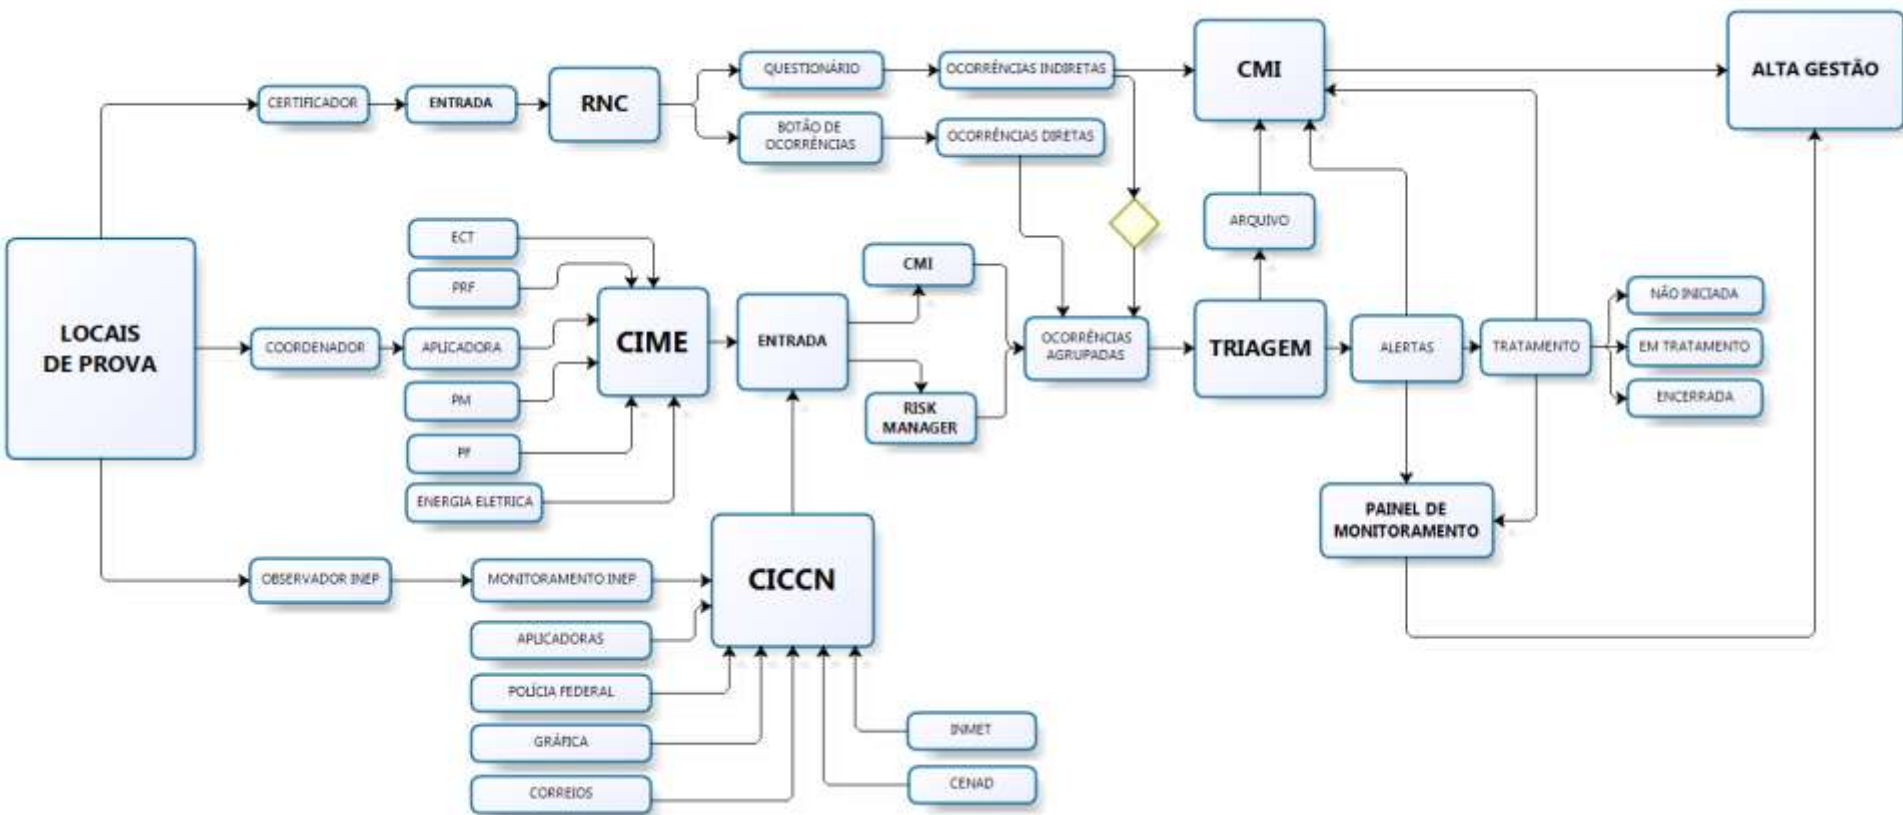 QUESTIONÁRIO
OCORRÊNCIAS INDIRETAS
CMI
ALTA GESTÃO
CERTIFICADOR
ENTRADA
RNC
BOTÃO DE
OCORRÊNCIAS
OCORRÊNCIAS DIRETAS
ARQUIVO
LOCAIS
DE PROVA
ECT
PRF
COORDENADOR
APLICADORA
PM
PF
ENERGIA ELETRICA
CIME
ENTRADA
CMI
RISK
MANAGER
OCORRÊNCIAS
AGRUPADAS
TRIAGEM
ALERTAS
TRATAMENTO
NÃO INICIADA
EM TRATAMENTO
ENCERRADA
PAINEL DE
MONITORAMENTO
OBSERVADOR INEP
MONITORAMENTO INEP
CICCN
APLICADORAS
POLÍCIA FEDERAL
GRÁFICA
CORREIOS
INMET
CENAD